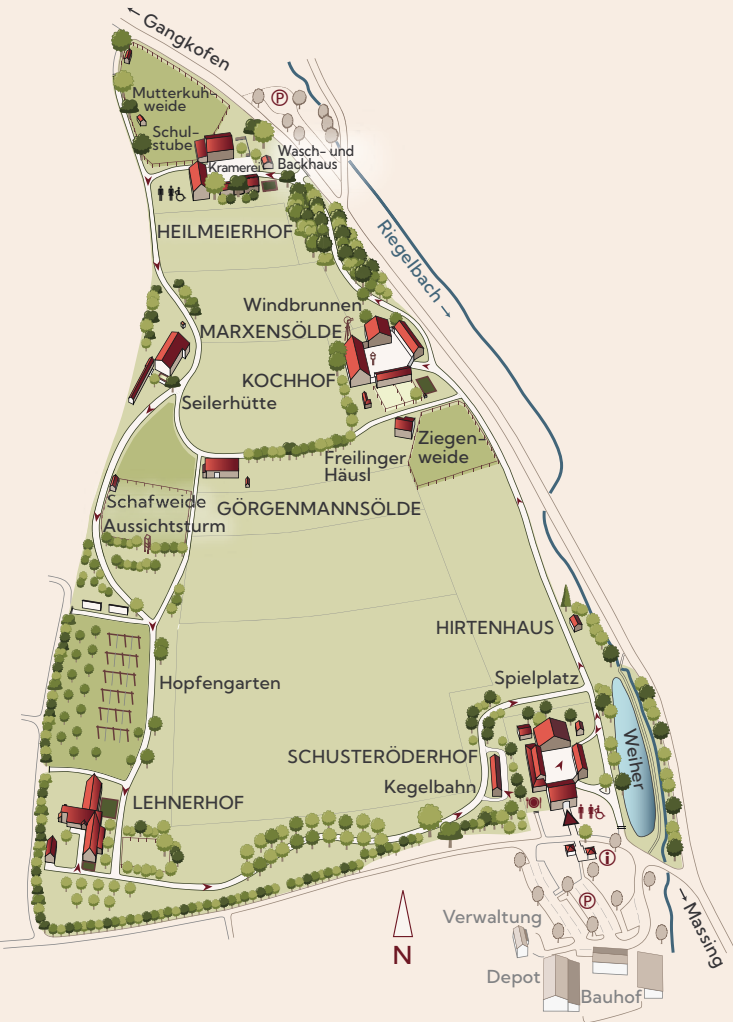 ← Gangkofen
Mutterkuh-
weide
P
Schul-
stube
Wasch- und
Backhaus
Kramerei
HEILMEIERHOF
Riegelbach →
Windbrunnen
MARXENSÖLDE
KOCHHOF
Seilerhütte
Ziegen-
weide
Freilinger
Häusl
Schafweide
GÖRGENMANNSÖLDE
Aussichtsturm
HIRTENHAUS
Spielplatz
Hopfengarten
Weiher
SCHUSTERÖDERHOF
Kegelbahn
LEHNERHOF
i
P
→ Massing
Verwaltung
N
Depot
Bauhof